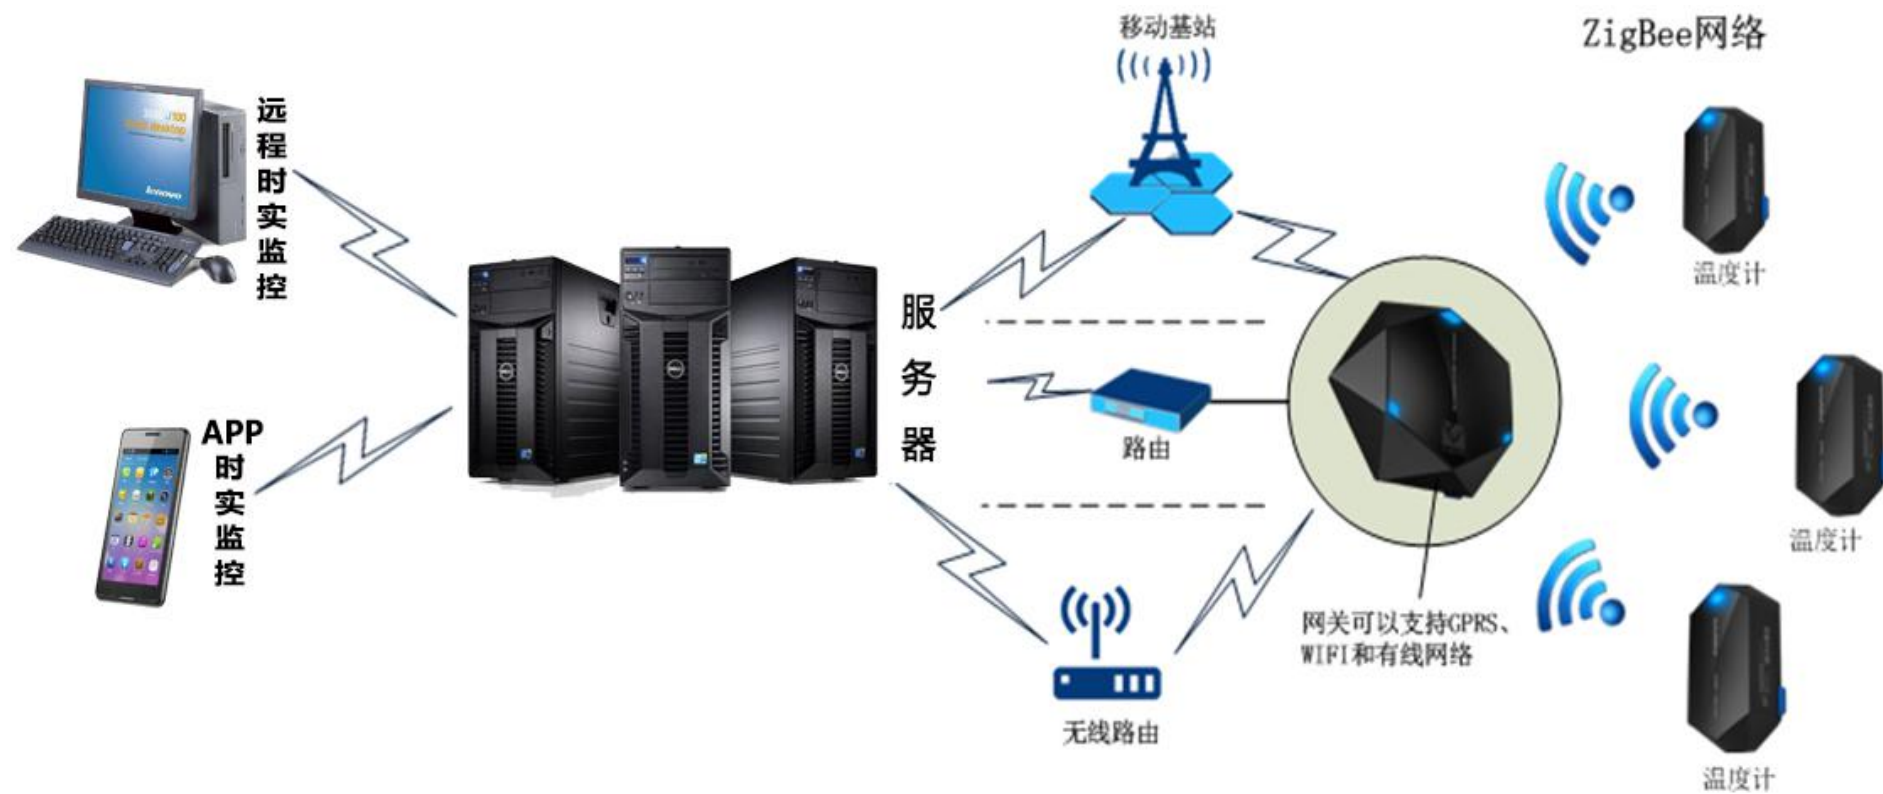 移动基站
ZigBee网络
远程时实监控
lenovo
温度计
服务器
路由
APP
时实监控
温度计
网关可以支持GPRS、
WIFI和有线网络
无线路由
温度计